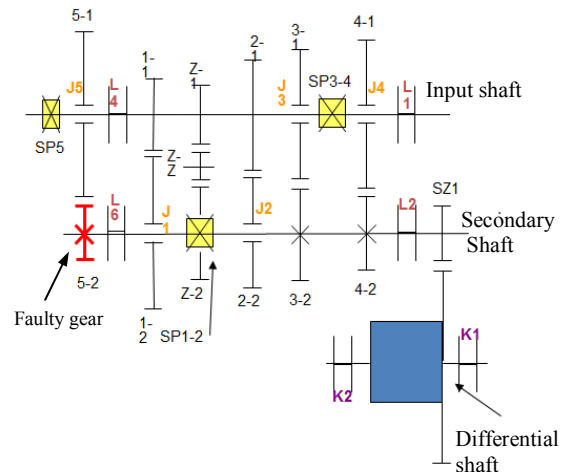 5-1
1-1
Z-1
2-1
3-1
4-1
J5
L4
J3
SP3-4
J4
L1
Input shaft
SP5
Z-Z
L6
J1
J2
L2
SZ1
Secondary
Shaft
Faulty gear
5-2
1-2
Z-2
SP1-2
2-2
3-2
4-2
K1
K2
Differential
shaft